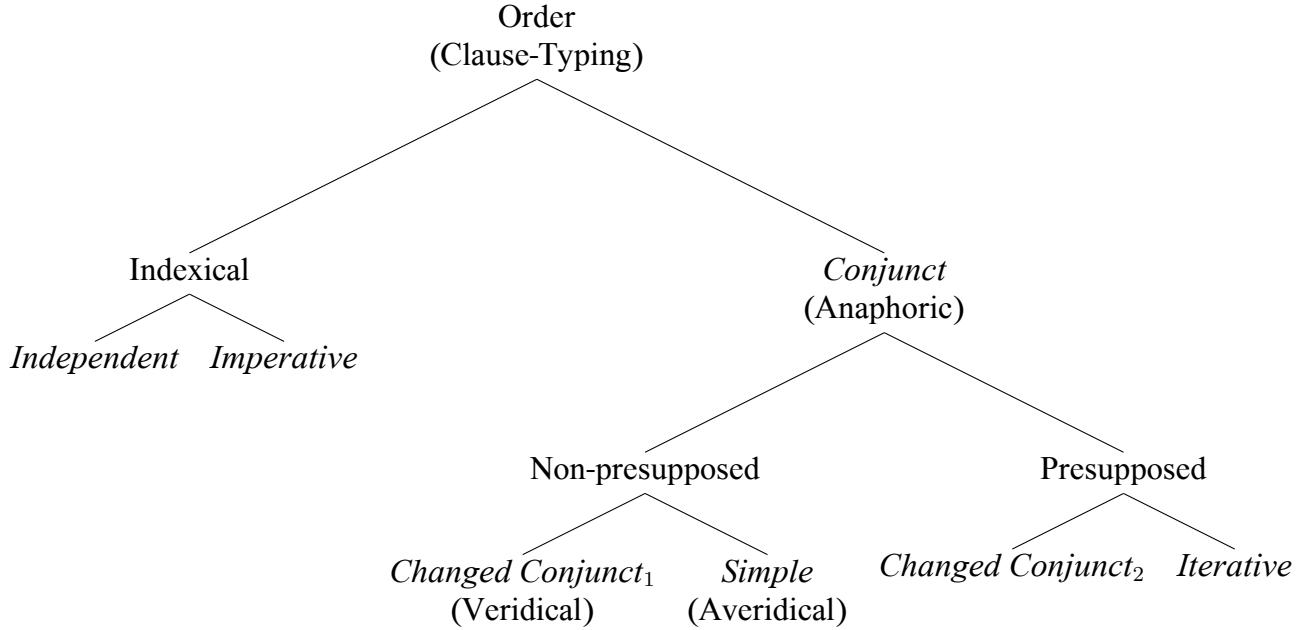 Order
(Clause-Typing)
Indexical
Conjunct
(Anaphoric)
Independent Imperative
Non-presupposed
Presupposed
Changed Conjunct₁
(Veridical)
Simple
(Averidical)
Changed Conjunct₂
Iterative